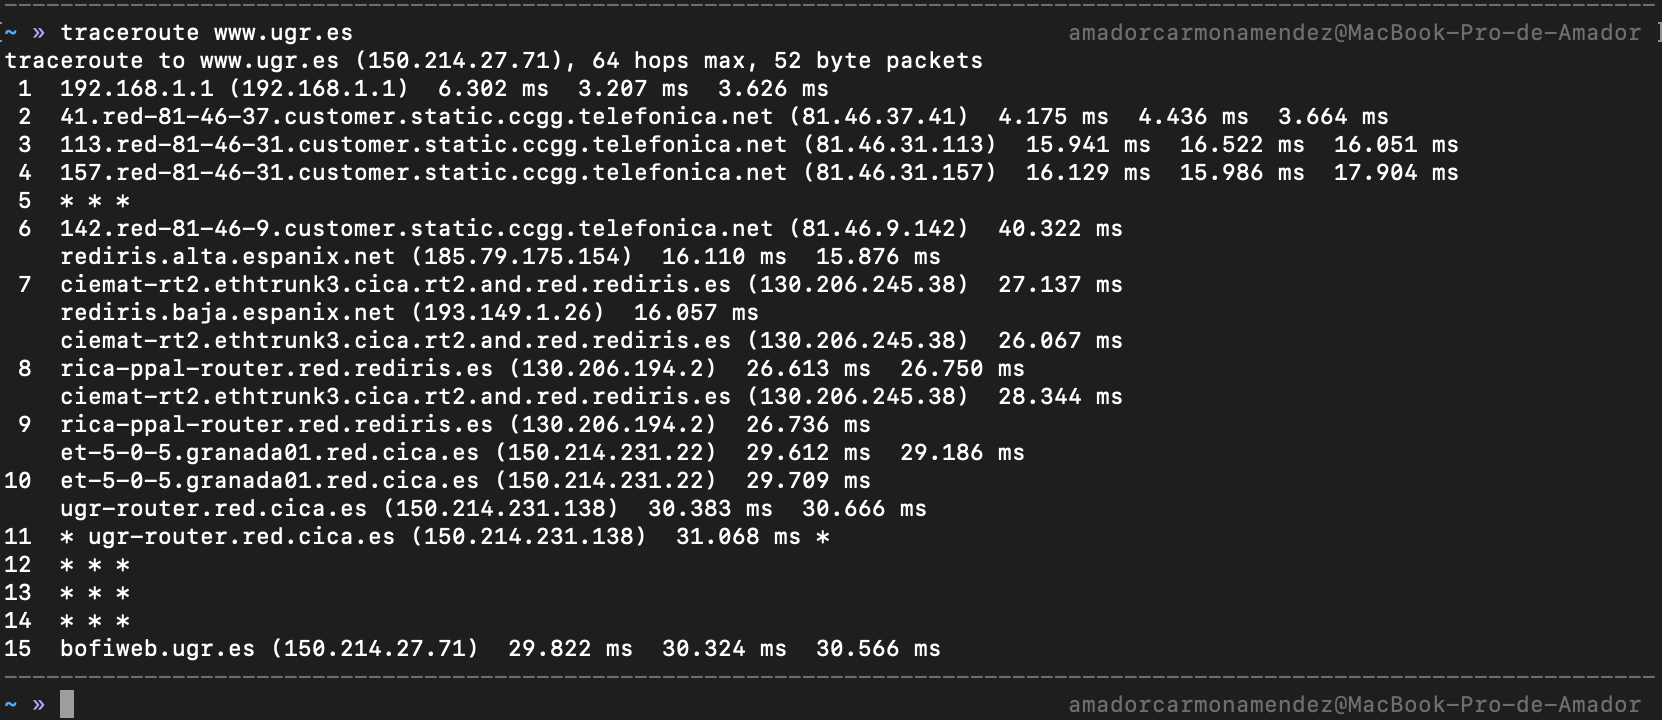 ~ » traceroute www.ugr.es amadorcarmonamendez@MacBook-Pro-de-Amador
traceroute to www.ugr.es (150.214.27.71), 64 hops max, 52 byte packets
1 192.168.1.1 (192.168.1.1) 6.302 ms 3.207 ms 3.626 ms
2 41.red-81-46-37.customer.static.ccgg.telefonica.net (81.46.37.41) 4.175 ms 4.436 ms 3.664 ms
3 113.red-81-46-31.customer.static.ccgg.telefonica.net (81.46.31.113) 15.941 ms 16.522 ms 16.051 ms
4 157.red-81-46-31.customer.static.ccgg.telefonica.net (81.46.31.157) 16.129 ms 15.986 ms 17.904 ms
5 * * *
6 142.red-81-46-9.customer.static.ccgg.telefonica.net (81.46.9.142) 40.322 ms
rediris.alta.espanix.net (185.79.175.154) 16.110 ms 15.876 ms
7 ciemat-rt2.ethtrunk3.cica.rt2.and.red.rediris.es (130.206.245.38) 27.137 ms
rediris.baja.espanix.net (193.149.1.26) 16.057 ms
ciemat-rt2.ethtrunk3.cica.rt2.and.red.rediris.es (130.206.245.38) 26.067 ms
8 rica-ppal-router.red.rediris.es (130.206.194.2) 26.613 ms 26.750 ms
ciemat-rt2.ethtrunk3.cica.rt2.and.red.rediris.es (130.206.245.38) 28.344 ms
9 rica-ppal-router.red.rediris.es (130.206.194.2) 26.736 ms
et-5-0-5.granada01.red.cica.es (150.214.231.22) 29.612 ms 29.186 ms
10 et-5-0-5.granada01.red.cica.es (150.214.231.22) 29.709 ms
ugr-router.red.cica.es (150.214.231.138) 30.383 ms 30.666 ms
11 * ugr-router.red.cica.es (150.214.231.138) 31.068 ms *
12 * * *
13 * * *
14 * * *
15 bofiweb.ugr.es (150.214.27.71) 29.822 ms 30.324 ms 30.566 ms
~ » amadorcarmonamendez@MacBook-Pro-de-Amador